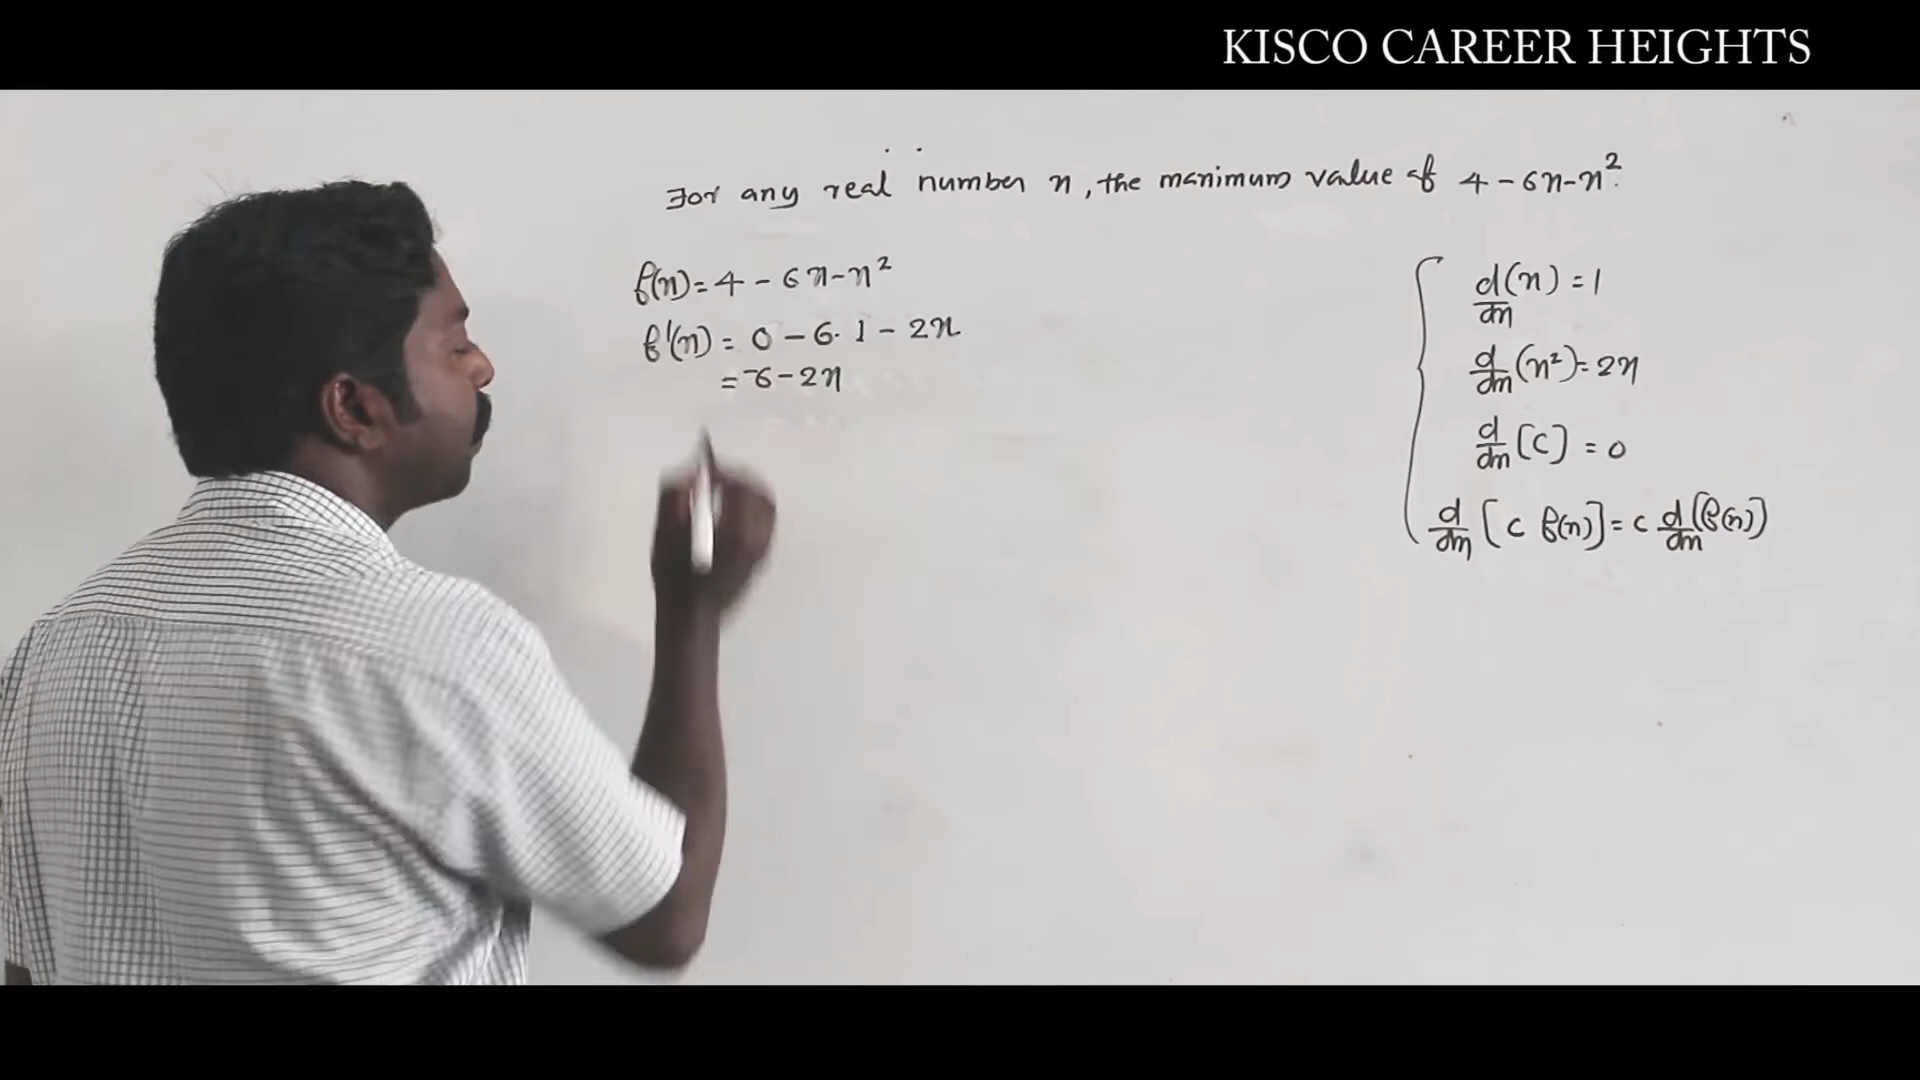 KISCO CAREER HEIGHTS
For any real number x, the maximum value of 4 - 6x - x².
f(x) = 4 - 6x - x²
f'(x) = 0 - 6·1 - 2x
= -6 - 2x
d/dx (x) = 1
d/dx (x²) = 2x
d/dx [C] = 0
d/dx [c f(x)] = c d/dx (f(x))